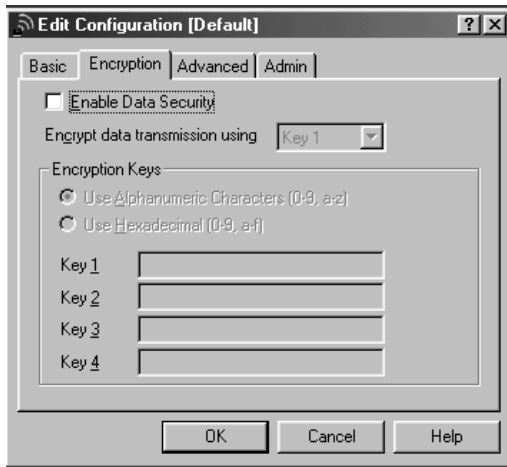 Edit Configuration [Default]
Basic Encryption Advanced Admin
Enable Data Security
Encrypt data transmission using Key 1
Encryption Keys
Use Alphanumeric Characters (0-9, a-z)
Use Hexadecimal (0-9, a-f)
Key 1
Key 2
Key 3
Key 4
OK Cancel Help